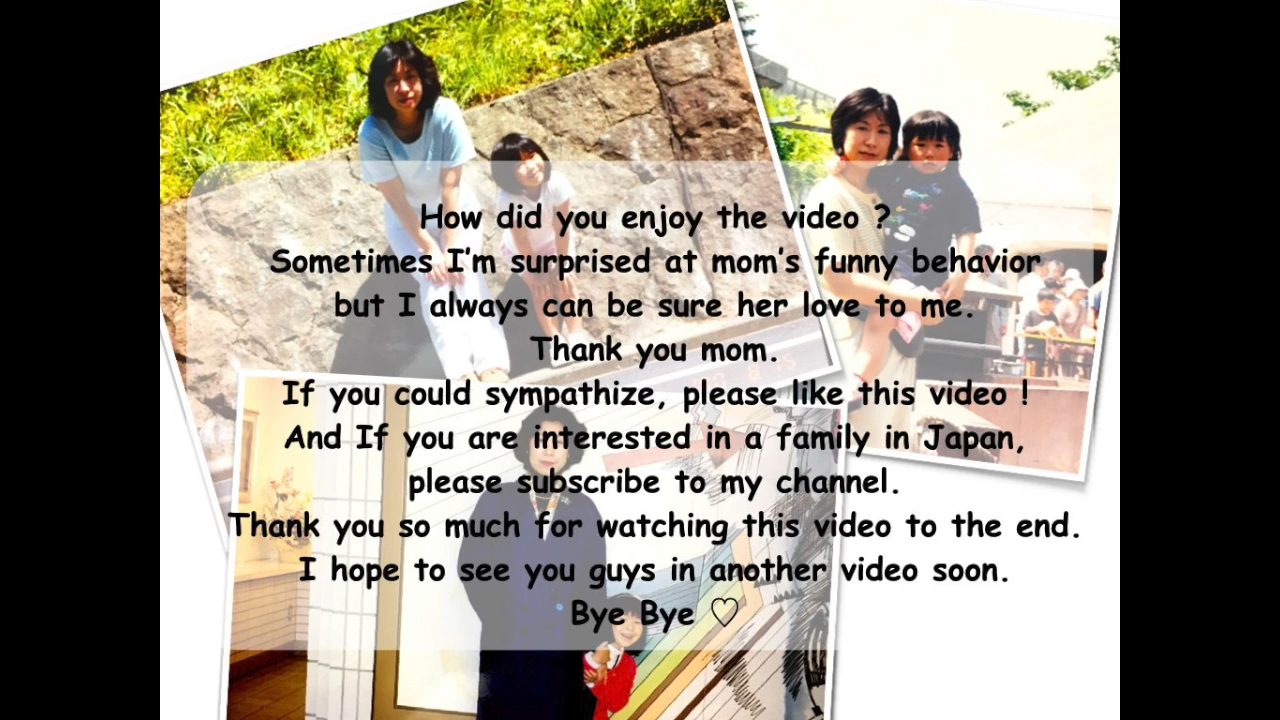 How did you enjoy the video ?
Sometimes I'm surprised at mom's funny behavior
but I always can be sure her love to me.
Thank you mom.
If you could sympathize, please like this video !
And If you are interested in a family in Japan,
please subscribe to my channel.
Thank you so much for watching this video to the end.
I hope to see you guys in another video soon.
Bye Bye ♡